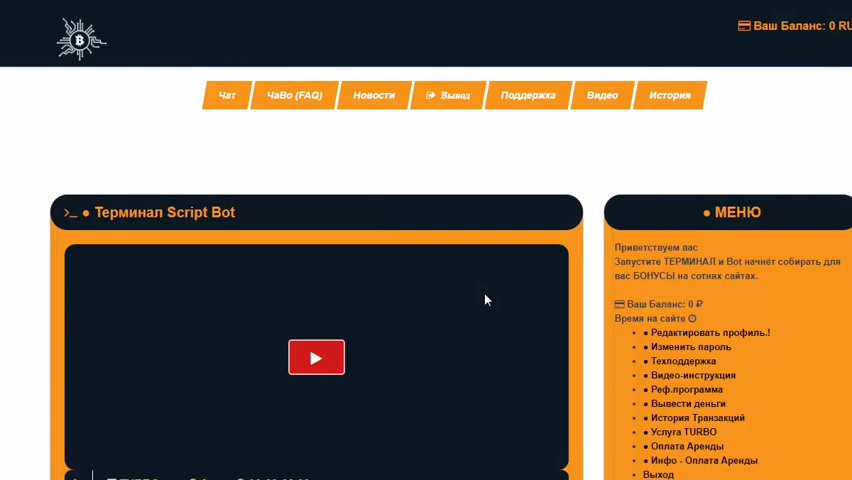 Ваш Баланс: 0 RU
Чат
ЧаВо (FAQ)
Новости
Вывод
Поддержка
Видео
История
>_ ● Терминал Script Bot
● МЕНЮ
Приветствуем вас
Запустите ТЕРМИНАЛ и Bot начнёт собирать для
вас БОНУСЫ на сотнях сайтах.
Ваш Баланс: 0 ₽
Время на сайте
● Редактировать профиль.!
● Изменить пароль
● Техподдержка
● Видео-инструкция
● Реф.программа
● Вывести деньги
● История Транзакций
● Услуга TURBO
● Оплата Аренды
● Инфо - Оплата Аренды
Выход